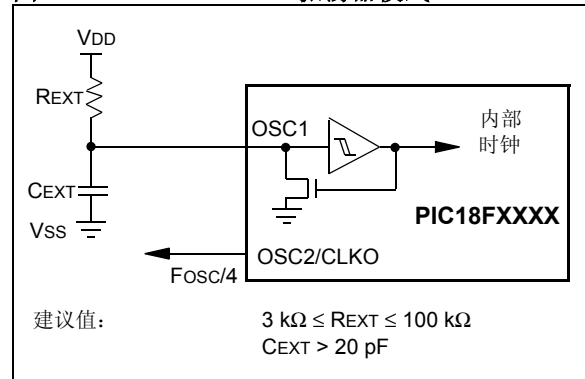 VDD
REXT
OSC1
内部
时钟
CEXT
PIC18FXXXX
VSS
OSC2/CLKO
FOSC/4
建议值: 3 kΩ ≤ REXT ≤ 100 kΩ
CEXT > 20 pF